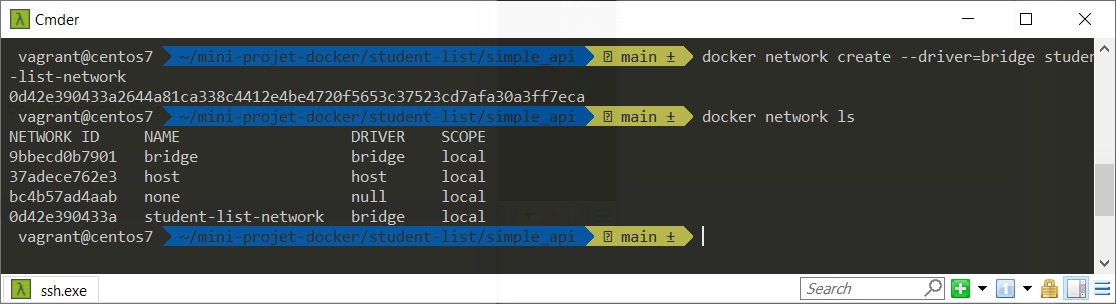 Cmder
vagrant@centos7 ~/mini-projet-docker/student-list/simple_api main ± docker network create --driver=bridge studen
-list-network
0d42e390433a2644a81ca338c4412e4be4720f5653c37523cd7afa30a3ff7eca
vagrant@centos7 ~/mini-projet-docker/student-list/simple_api main ± docker network ls
NETWORK ID NAME DRIVER SCOPE
9bbecd0b7901 bridge bridge local
37adece762e3 host host local
bc4b57ad4aab none null local
0d42e390433a student-list-network bridge local
vagrant@centos7 ~/mini-projet-docker/student-list/simple_api main ±
ssh.exe Search